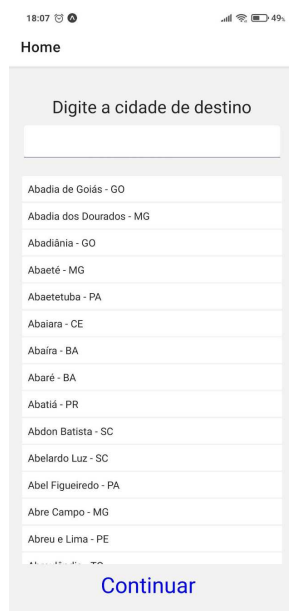 18:07
49%
Home
Digite a cidade de destino
Abadia de Goiás - GO
Abadia dos Dourados - MG
Abadiânia - GO
Abaeté - MG
Abaetetuba - PA
Abaiara - CE
Abaíra - BA
Abaré - BA
Abatiá - PR
Abdon Batista - SC
Abelardo Luz - SC
Abel Figueiredo - PA
Abre Campo - MG
Abreu e Lima - PE
Continuar